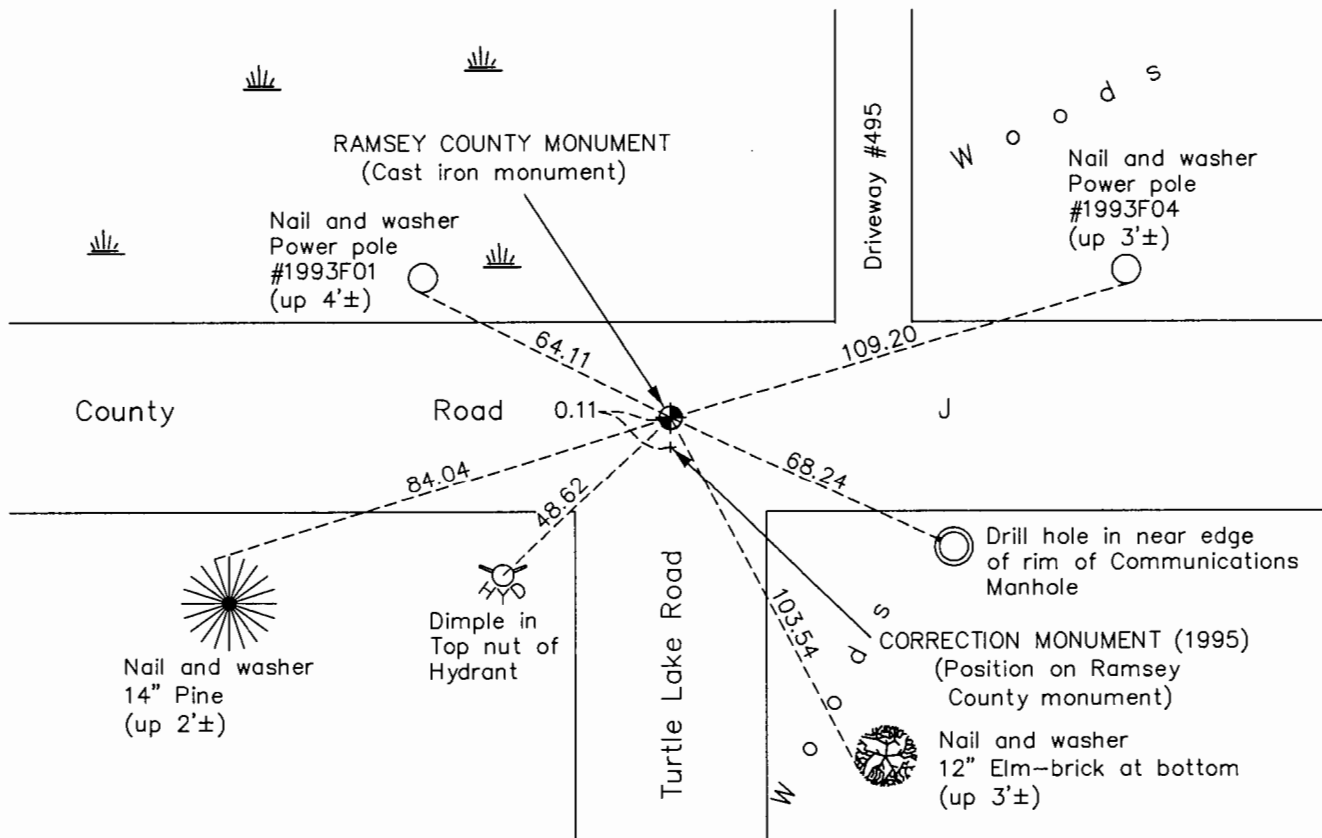 RAMSEY COUNTY MONUMENT
(Cast iron monument)
Nail and washer
Power pole
#1993F01
(up 4'±)
Driveway #495
Woods
Nail and washer
Power pole
#1993F04
(up 3'±)
64.11
109.20
County Road J
0.11
84.04
48.62
68.24
103.54
HYD
Dimple in
Top nut of
Hydrant
Nail and washer
14" Pine
(up 2'±)
Turtle Lake Road
Woods
Drill hole in near edge
of rim of Communications
Manhole
CORRECTION MONUMENT (1995)
(Position on Ramsey
County monument)
Nail and washer
12" Elm-brick at bottom
(up 3'±)